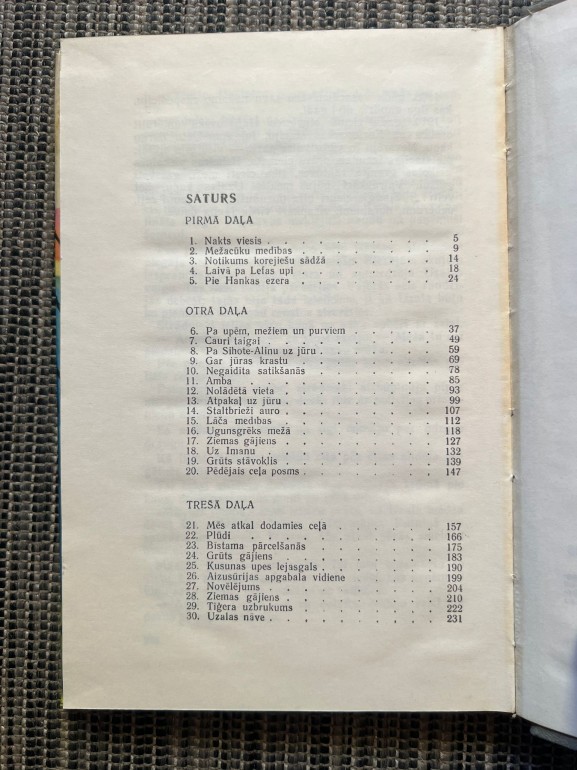 SATURS
PIRMĀ DAĻA
1. Nakts viesis . . . . . . . . . 5
2. Mežacūku medības . . . . . . . . 9
3. Notikums korejiešu sādžā . . . . . . 14
4. Laivā pa Lefas upi . . . . . . . 18
5. Pie Hankas ezera . . . . . . . . 24
OTRĀ DAĻA
6. Pa upēm, mežiem un purviem . . . . . 37
7. Cauri taigai . . . . . . . . . 49
8. Pa Sihote-Alinu uz jūru . . . . . . 59
9. Gar jūras krastu . . . . . . . . 69
10. Negaidīta satikšanās . . . . . . . 78
11. Amba . . . . . . . . . . 85
12. Nolādētā vieta . . . . . . . . 93
13. Atpakaļ uz jūru . . . . . . . . 99
14. Staltbrieži auro . . . . . . . . 107
15. Lāča medības . . . . . . . . 112
16. Ugunsgrēks mežā . . . . . . . . 118
17. Ziemas gājiens . . . . . . . . 127
18. Uz Imanu . . . . . . . . . 132
19. Grūts stāvoklis . . . . . . . . 139
20. Pēdējais ceļa posms . . . . . . . 147
TREŠĀ DAĻA
21. Mēs atkal dodamies ceļā . . . . . . 157
22. Plūdi . . . . . . . . . . 166
23. Bīstama pārcelšanās . . . . . . . 175
24. Grūts gājiens . . . . . . . . 183
25. Kusunas upes lejasgals . . . . . . 190
26. Aizusūrijas apgabala vidiene . . . . . 199
27. Novēlējums . . . . . . . . . 204
28. Ziemas gājiens . . . . . . . . 210
29. Tīģera uzbrukums . . . . . . . 222
30. Uzalas nāve . . . . . . . . . 231